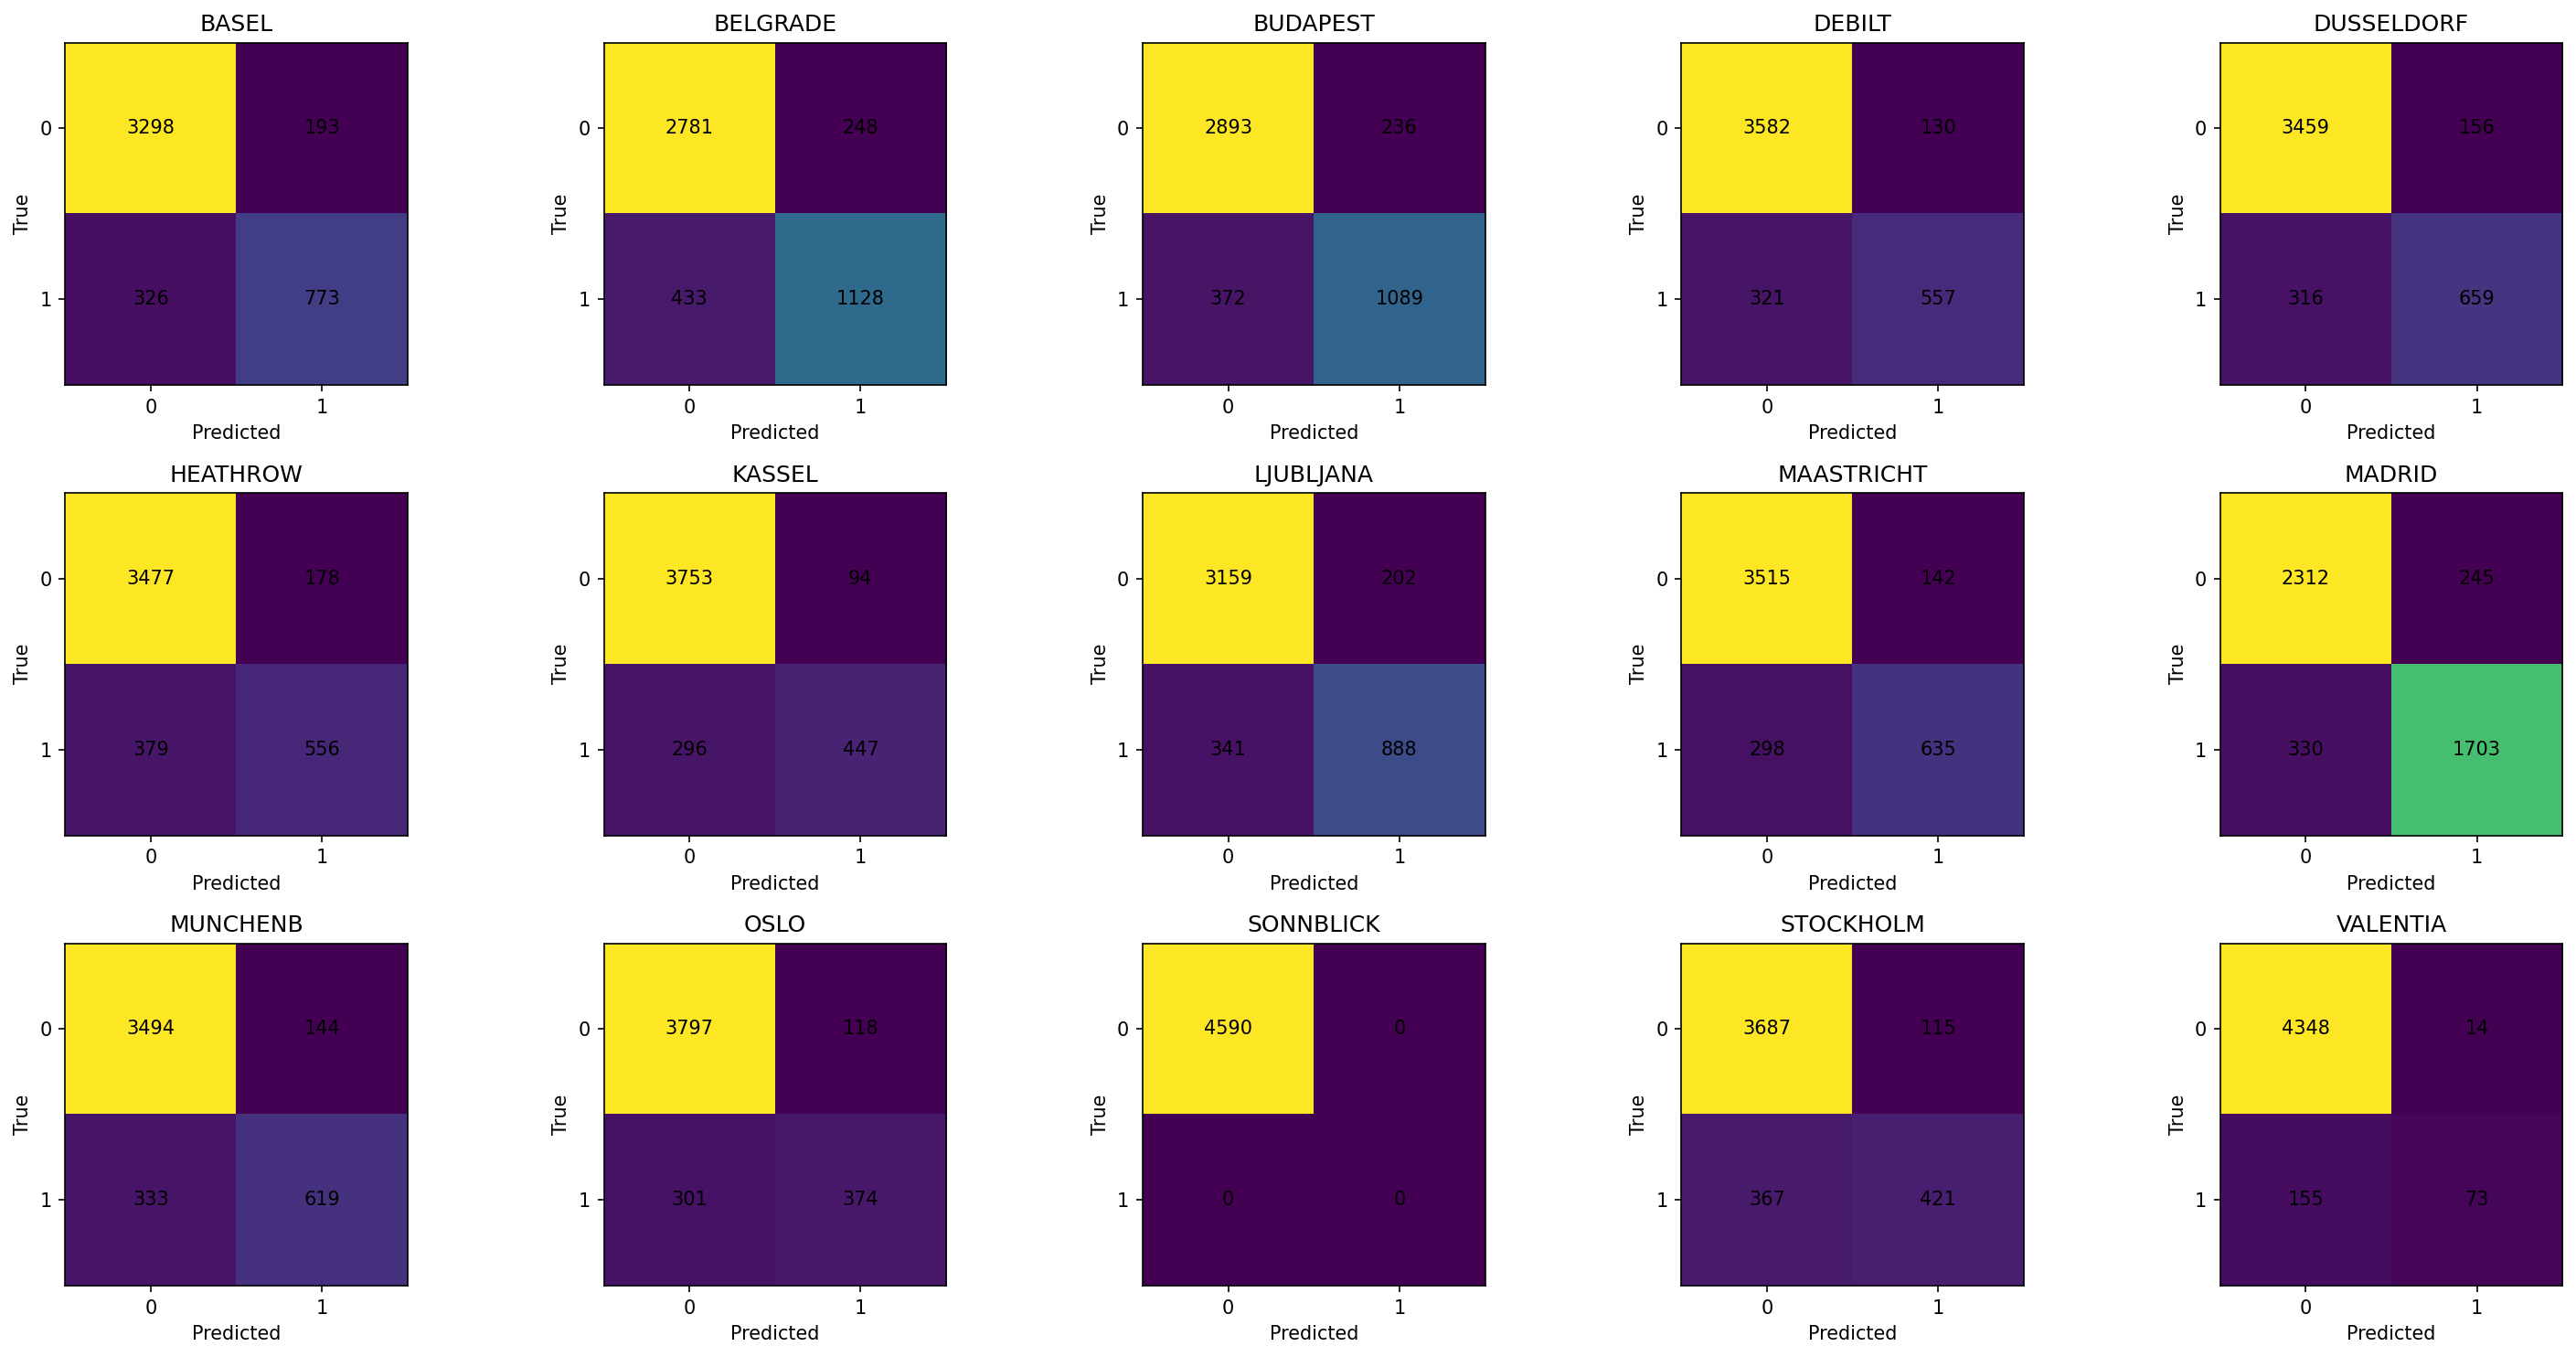 BASEL BELGRADE BUDAPEST DEBILT DUSSELDORF
0 3298 193 2781 248 0 2893 236 0 3582 130 0 3459 156
True True True True True
1 326 773 1 433 1128 1 372 1089 1 321 557 1 316 659
0 1 0 1 0 1 0 1 0 1
Predicted Predicted Predicted Predicted Predicted
HEATHROW KASSEL LJUBLJANA MAASTRICHT MADRID
0 3477 178 0 3753 94 0 3159 202 0 3515 142 0 2312 245
True True True True True
1 379 556 1 296 447 1 341 888 1 298 635 1 330 1703
0 1 0 1 0 1 0 1 0 1
Predicted Predicted Predicted Predicted Predicted
MUNCHENB OSLO SONNBLICK STOCKHOLM VALENTIA
0 3494 144 0 3797 118 0 4590 0 0 3687 115 0 4348 14
True True True True True
1 333 619 1 301 374 1 0 0 1 367 421 1 155 73
0 1 0 1 0 1 0 1 0 1
Predicted Predicted Predicted Predicted Predicted